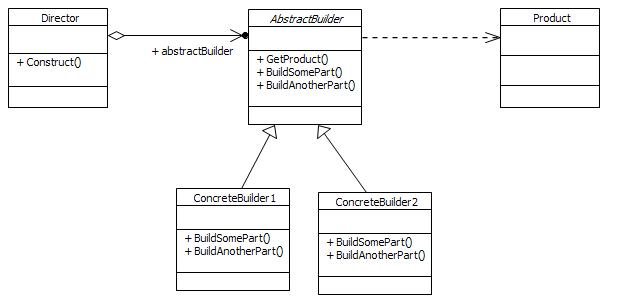 Director
+ Construct()
+ abstractBuilder
AbstractBuilder
+ GetProduct()
+ BuildSomePart()
+ BuildAnotherPart()
Product
ConcreteBuilder1
+ BuildSomePart()
+ BuildAnotherPart()
ConcreteBuilder2
+ BuildSomePart()
+ BuildAnotherPart()